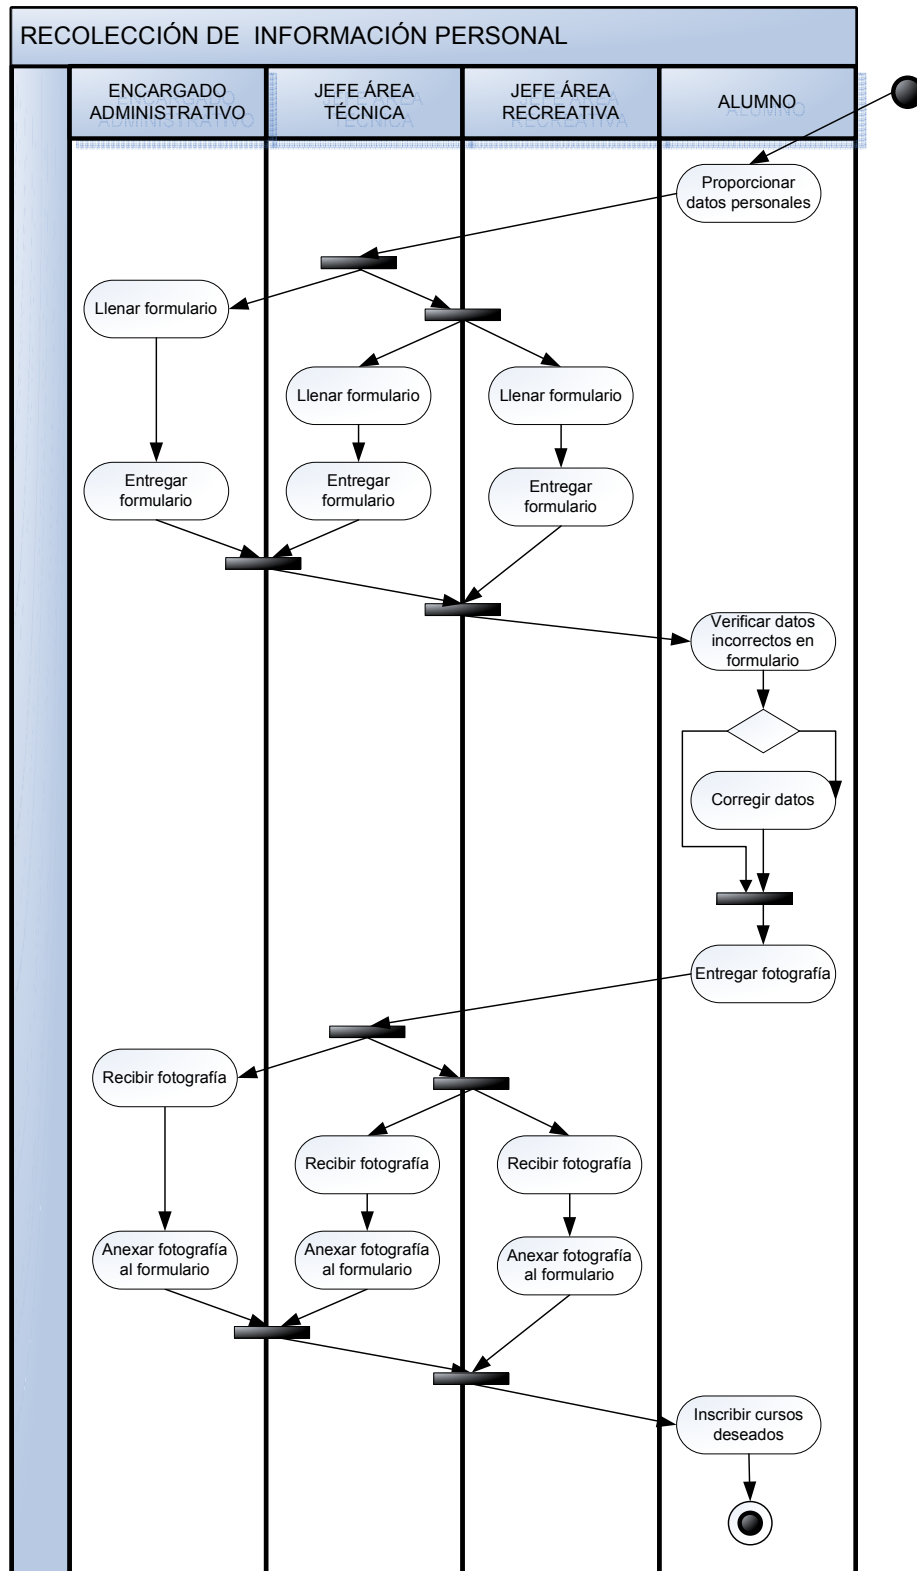 RECOLECCIÓN DE  INFORMACIÓN PERSONAL
ENCARGADO
ADMINISTRATIVO
JEFE ÁREA
TÉCNICA
JEFE ÁREA
RECREATIVA
ALUMNO
Proporcionar
datos personales
Llenar formulario
Llenar formulario
Llenar formulario
Entregar
formulario
Entregar
formulario
Entregar
formulario
Verificar datos
incorrectos en
formulario
Corregir datos
Entregar fotografía
Recibir fotografía
Recibir fotografía
Recibir fotografía
Anexar fotografía
al formulario
Anexar fotografía
al formulario
Anexar fotografía
al formulario
Inscribir cursos
deseados